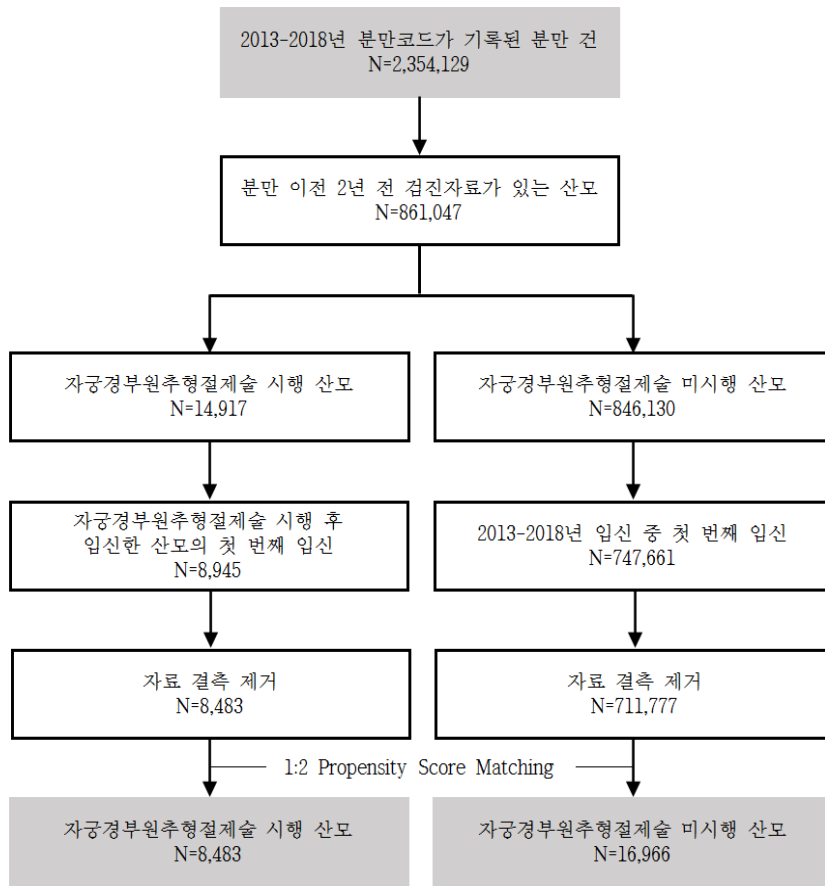 2013-2018년 분만코드가 기록된 분만 건
N=2,354,129
분만 이전 2년 전 검진자료가 있는 산모
N=861,047
자궁경부원추형절제술 시행 산모
N=14,917
자궁경부원추형절제술 미시행 산모
N=846,130
자궁경부원추형절제술 시행 후
임신한 산모의 첫 번째 임신
N=8,945
2013-2018년 임신 중 첫 번째 임신
N=747,661
자료 결측 제거
N=8,483
자료 결측 제거
N=711,777
1:2 Propensity Score Matching
자궁경부원추형절제술 시행 산모
N=8,483
자궁경부원추형절제술 미시행 산모
N=16,966